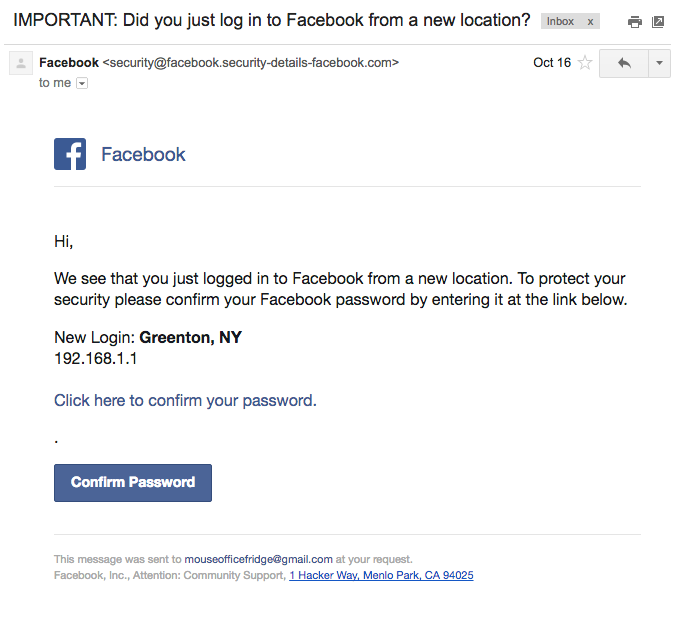 IMPORTANT: Did you just log in to Facebook from a new location? Inbox x
Facebook <security@facebook.security-details-facebook.com> Oct 16
to me
Facebook
Hi,
We see that you just logged in to Facebook from a new location. To protect your
security please confirm your Facebook password by entering it at the link below.
New Login: Greenton, NY
192.168.1.1
Click here to confirm your password.
.
Confirm Password
This message was sent to mouseofficefridge@gmail.com at your request.
Facebook, Inc., Attention: Community Support, 1 Hacker Way, Menlo Park, CA 94025